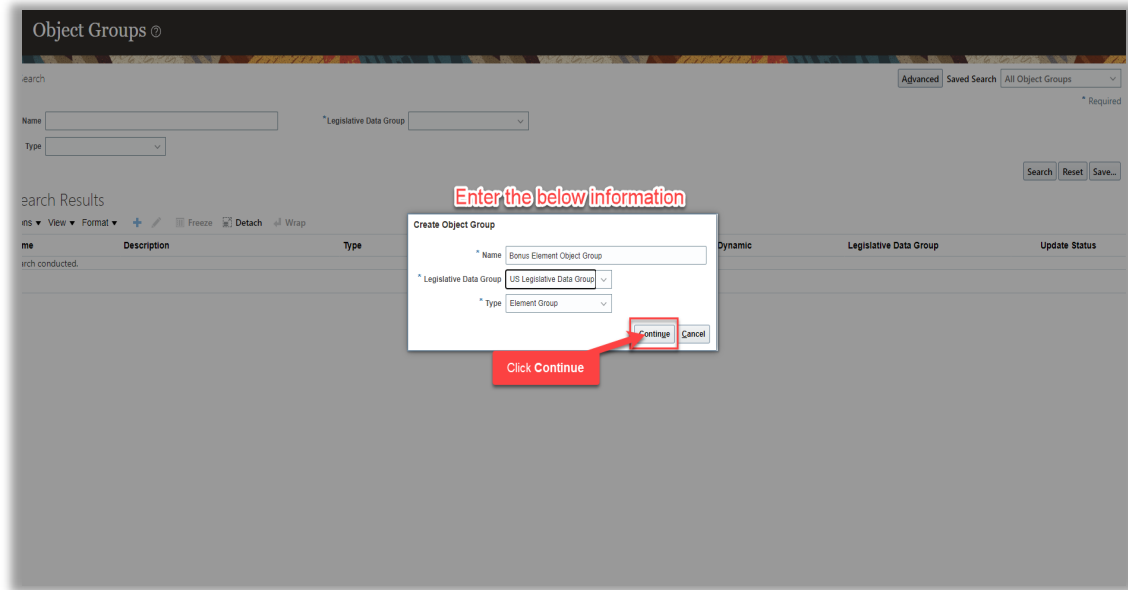 Object Groups
earch
Advanced Saved Search All Object Groups
* Required
Name * Legislative Data Group
Type
Search Reset Save...
earch Results
Enter the below information
ons View Format Freeze Detach Wrap
me Description Type Dynamic Legislative Data Group Update Status
arch conducted.
Create Object Group
* Name Bonus Element Object Group
* Legislative Data Group US Legislative Data Group
* Type Element Group
Continue Cancel
Click Continue